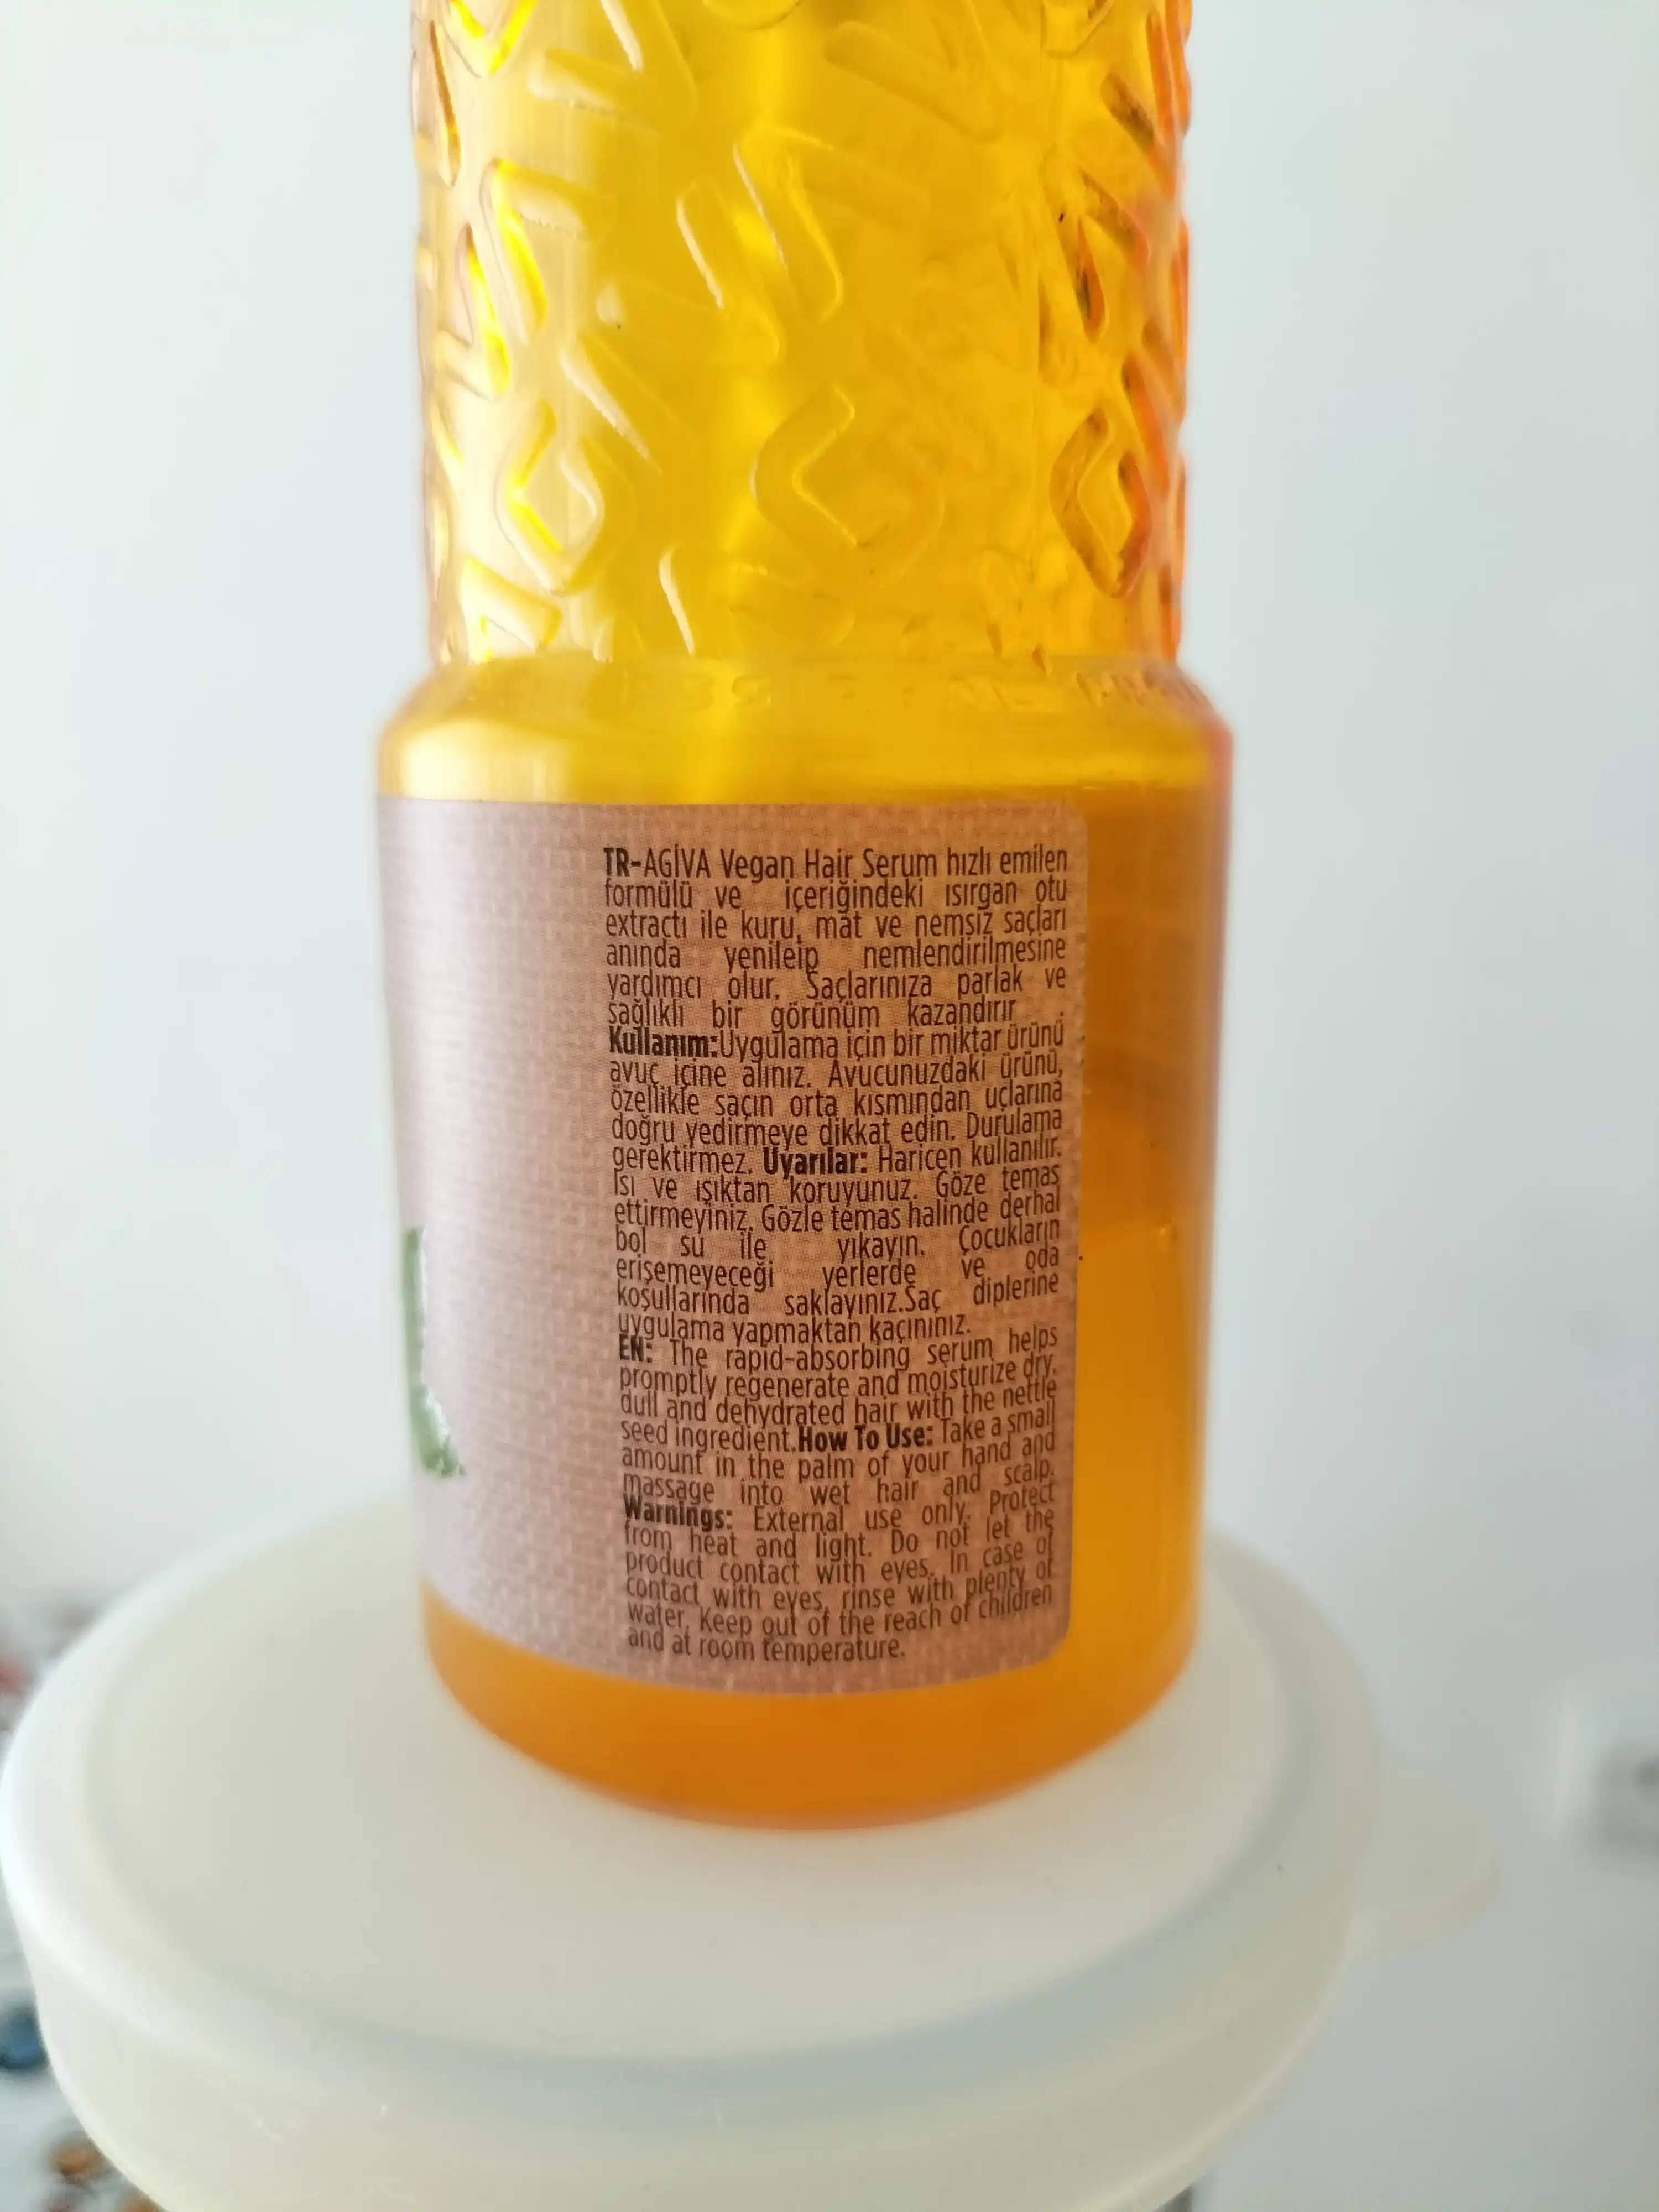 TR-AGİVA Vegan Hair Serum hızlı emilen
formülü ve içeriğindeki ısırgan otu
extractı ile kuru, mat ve nemsiz saçları
anında yenileip nemlendirilmesine
yardımcı olur. Saçlarınıza parlak ve
sağlıklı bir görünüm kazandırır .
Kullanım:Uygulama için bir miktar ürünü
avuç içine alınız. Avucunuzdaki ürünü,
özellikle saçın orta kısmından uçlarına
doğru yedirmeye dikkat edin. Durulama
gerektirmez. Uyarılar: Haricen kullanılır.
Isı ve ışıktan koruyunuz. Göze temas
ettirmeyiniz. Gözle temas halinde derhal
bol su ile yıkayın. Çocukların
erişemeyeceği yerlerde ve oda
koşullarında saklayınız.Saç diplerine
uygulama yapmaktan kaçınınız.
EN: The rapid-absorbing serum helps
promptly regenerate and moisturize dry,
dull and dehydrated hair with the nettle
seed ingredient.How To Use: Take a small
amount in the palm of your hand and
massage into wet hair and scalp.
Warnings: External use only. Protect
from heat and light. Do not let the
product contact with eyes. In case of
contact with eyes, rinse with plenty of
water. Keep out of the reach of children
and at room temperature.